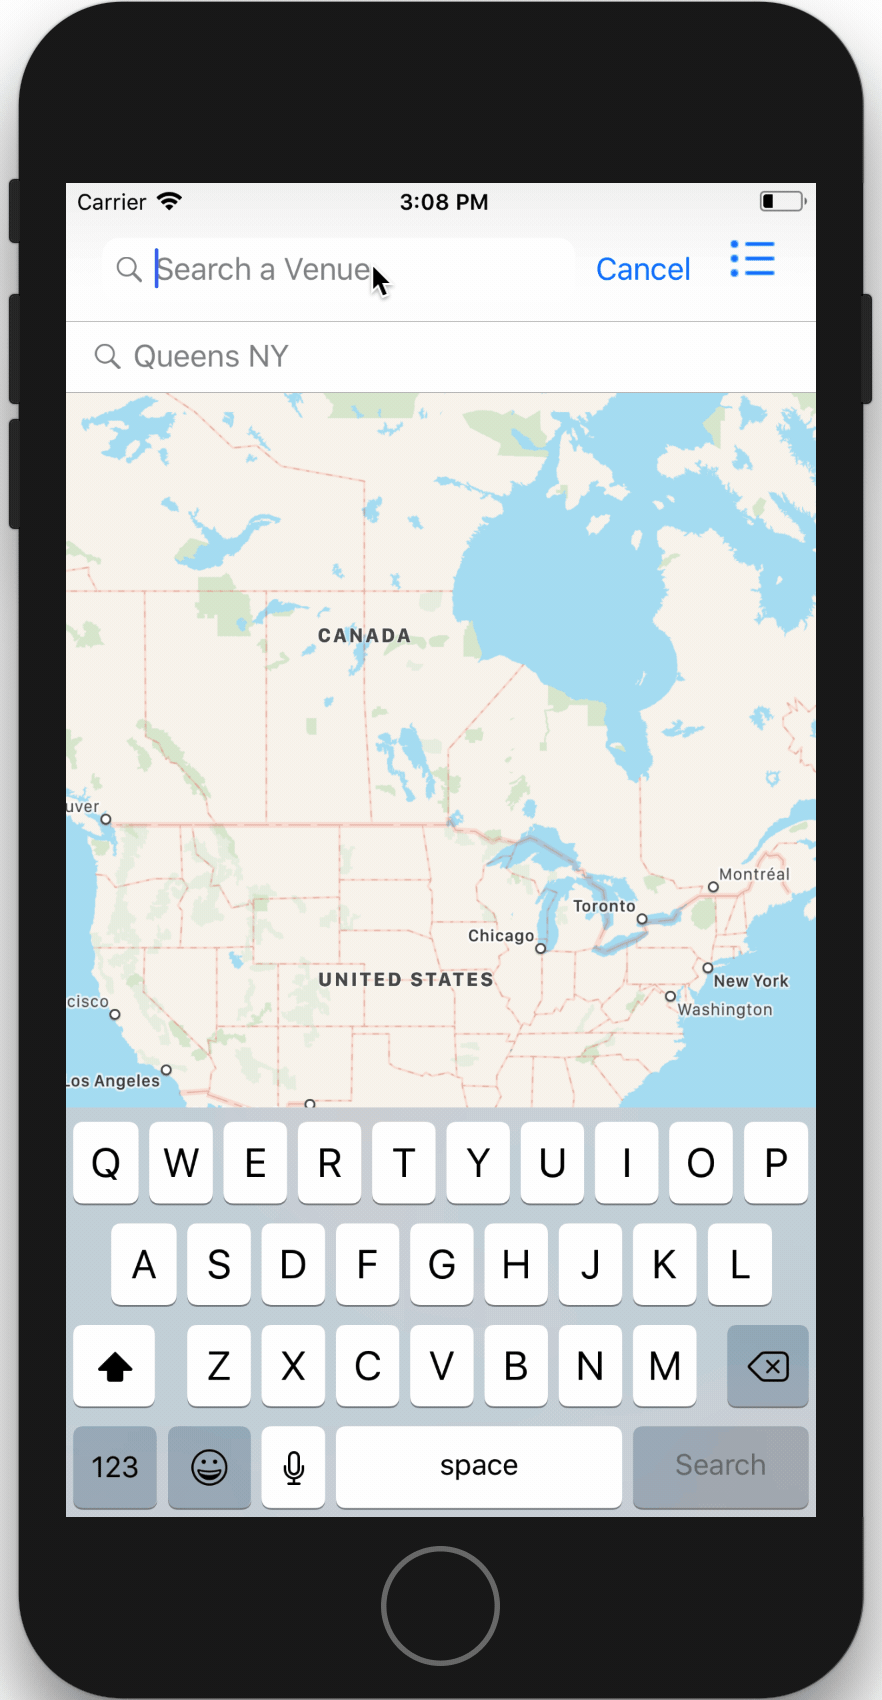 Carrier 3:08 PM
Search a Venue Cancel
Queens NY
CANADA
uver
Montréal
Toronto
Chicago
UNITED STATES
New York
cisco
Washington
Los Angeles
Q W E R T Y U I O P
A S D F G H J K L
Z X C V B N M
123 space Search